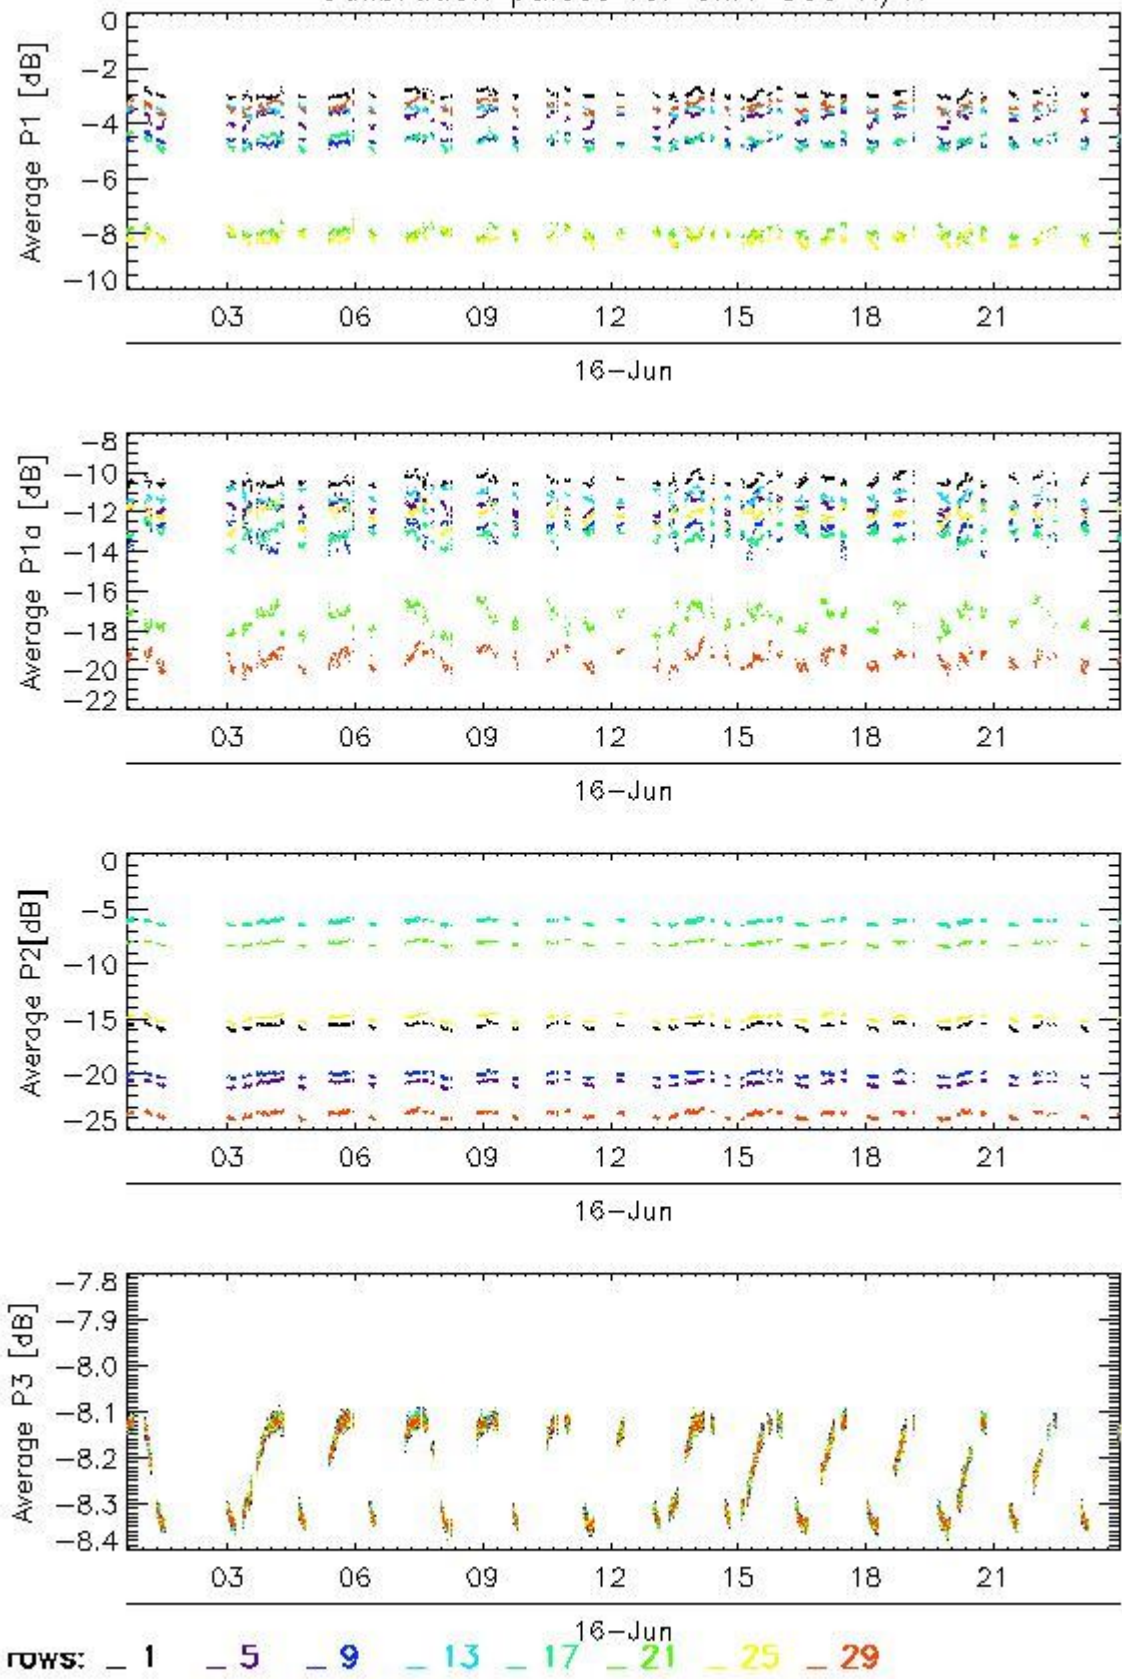 0
-2
-4
-6
-8
-10
Average P1 [dB]
03 06 09 12 15 18 21
16-Jun
-8
-10
-12
-14
-16
-18
-20
-22
Average P1a [dB]
03 06 09 12 15 18 21
16-Jun
0
-5
-10
-15
-20
-25
Average P2[dB]
03 06 09 12 15 18 21
16-Jun
-7.8
-7.9
-8.0
-8.1
-8.2
-8.3
-8.4
Average P3 [dB]
03 06 09 12 15 18 21
16-Jun
rows: _ 1 _ 5 _ 9 _ 13 _ 17 _ 21 _ 25 _ 29